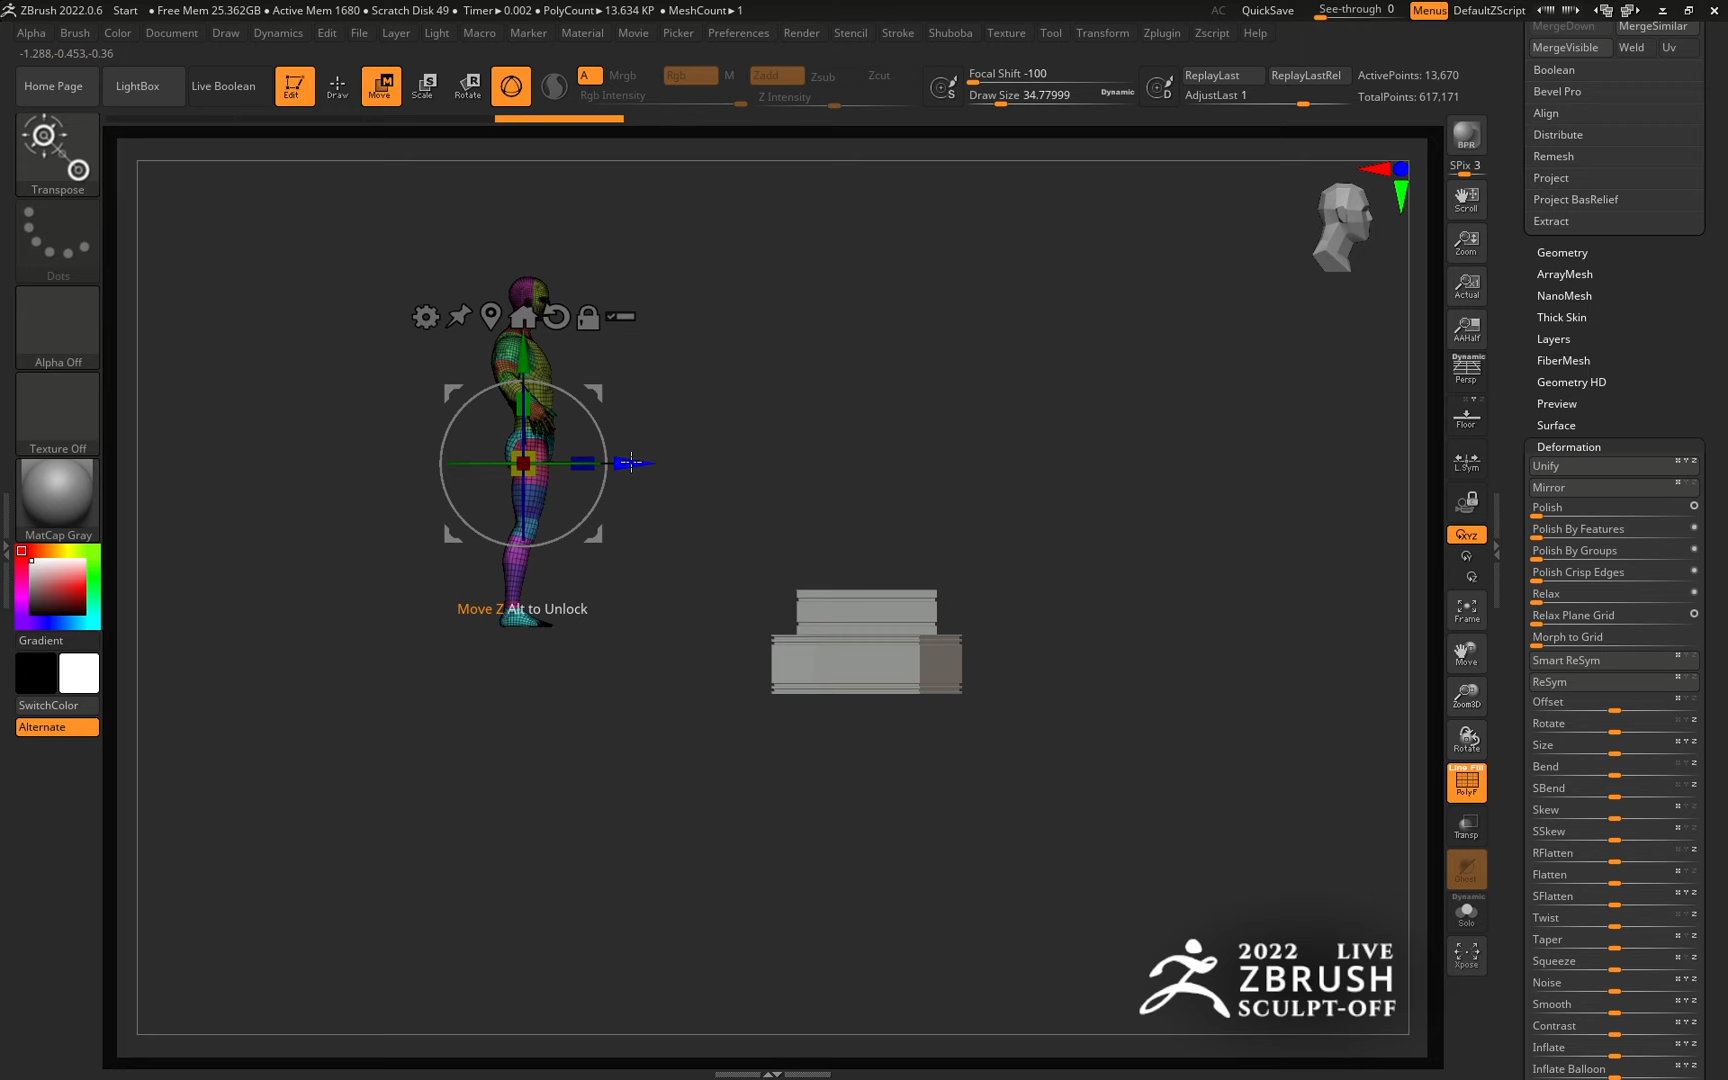 ZBrush 2022.0.6 Start • Free Mem 25.362GB • Active Mem 1680 • Scratch Disk 49 • Timer▸0.002 • PolyCount▸13.634 KP • MeshCount▸1
AC QuickSave See-through 0 Menus DefaultZScript
Alpha Brush Color Document Draw Dynamics Edit File Layer Light Macro Marker Material Movie Picker Preferences Render Stencil Stroke Shuboba Texture Tool Transform Zplugin Zscript Help
-1.288,-0.453,-0.36
Home Page LightBox Live Boolean Edit Draw Move Scale Rotate
A Mrgb Rgb M Zadd Zsub Zcut
Rgb Intensity Z Intensity
S Focal Shift -100
Draw Size 34.77999 Dynamic
D ReplayLast ReplayLastRel
AdjustLast 1
ActivePoints: 13,670
TotalPoints: 617,171
Transpose
Dots
Alpha Off
Texture Off
MatCap Gray
Gradient
SwitchColor
Alternate
Move Z Alt to Unlock
2022 LIVE
ZBRUSH
SCULPT-OFF
BPR
SPix 3
Scroll
Zoom
Actual
AAHalf
Dynamic
Persp
Floor
L.Sym
XYZ
Y
Z
Frame
Move
Zoom3D
Rotate
Line Fill
PolyF
Transp
Ghost
Dynamic
Solo
Xpose
MergeDown MergeSimilar
MergeVisible Weld Uv
Boolean
Bevel Pro
Align
Distribute
Remesh
Project
Project BasRelief
Extract
Geometry
ArrayMesh
NanoMesh
Thick Skin
Layers
FiberMesh
Geometry HD
Preview
Surface
Deformation
Unify
Mirror
Polish
Polish By Features
Polish By Groups
Polish Crisp Edges
Relax
Relax Plane Grid
Morph to Grid
Smart ReSym
ReSym
Offset
Rotate
Size
Bend
SBend
Skew
SSkew
RFlatten
Flatten
SFlatten
Twist
Taper
Squeeze
Noise
Smooth
Contrast
Inflate
Inflate Balloon